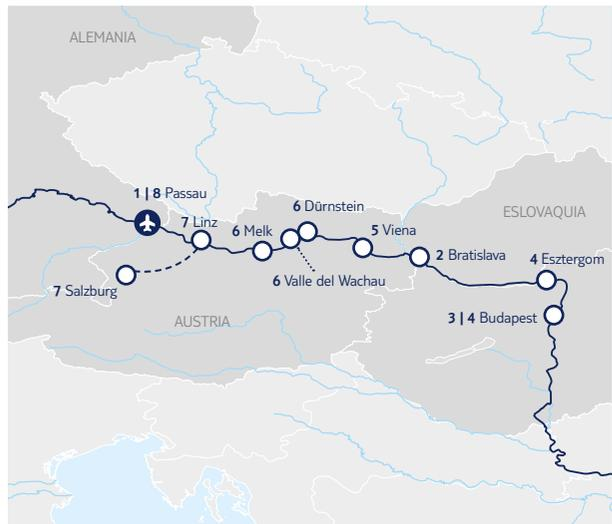 ALEMANIA
1 | 8 Passau
6 Dürnstein
ESLOVAQUIA
7 Linz
6 Melk
5 Viena
2 Bratislava
4 Esztergom
6 Valle del Wachau
7 Salzburg
3 | 4 Budapest
AUSTRIA